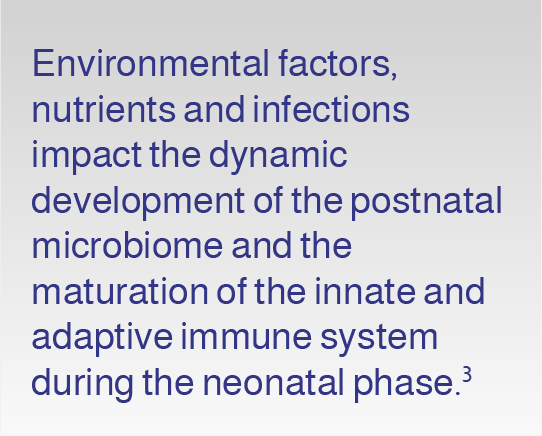 Environmental factors,
nutrients and infections
impact the dynamic
development of the postnatal
microbiome and the
maturation of the innate and
adaptive immune system
during the neonatal phase.³